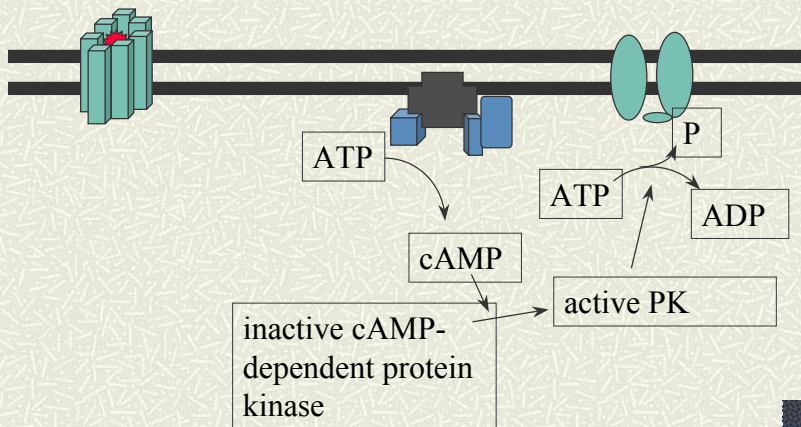 P
ATP
ATP
ADP
cAMP
active PK
inactive cAMP-
dependent protein
kinase